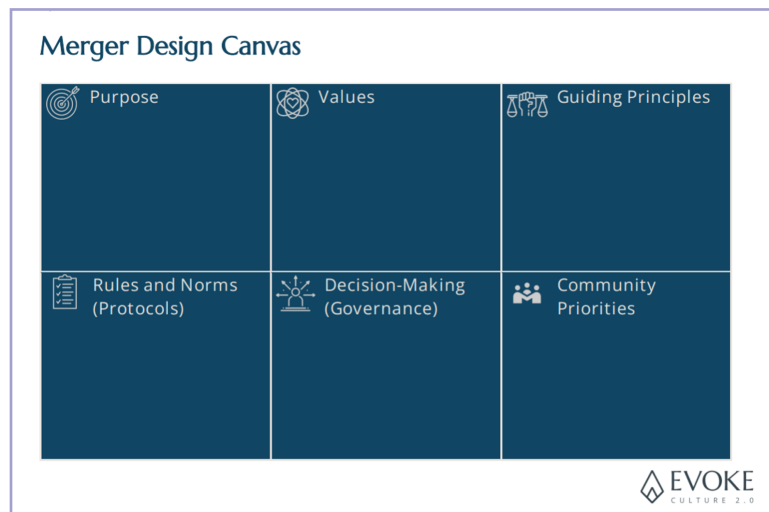 Merger Design Canvas
Purpose
Values
Guiding Principles
Rules and Norms
(Protocols)
Decision-Making
(Governance)
Community
Priorities
EVOKE
CULTURE 2.0